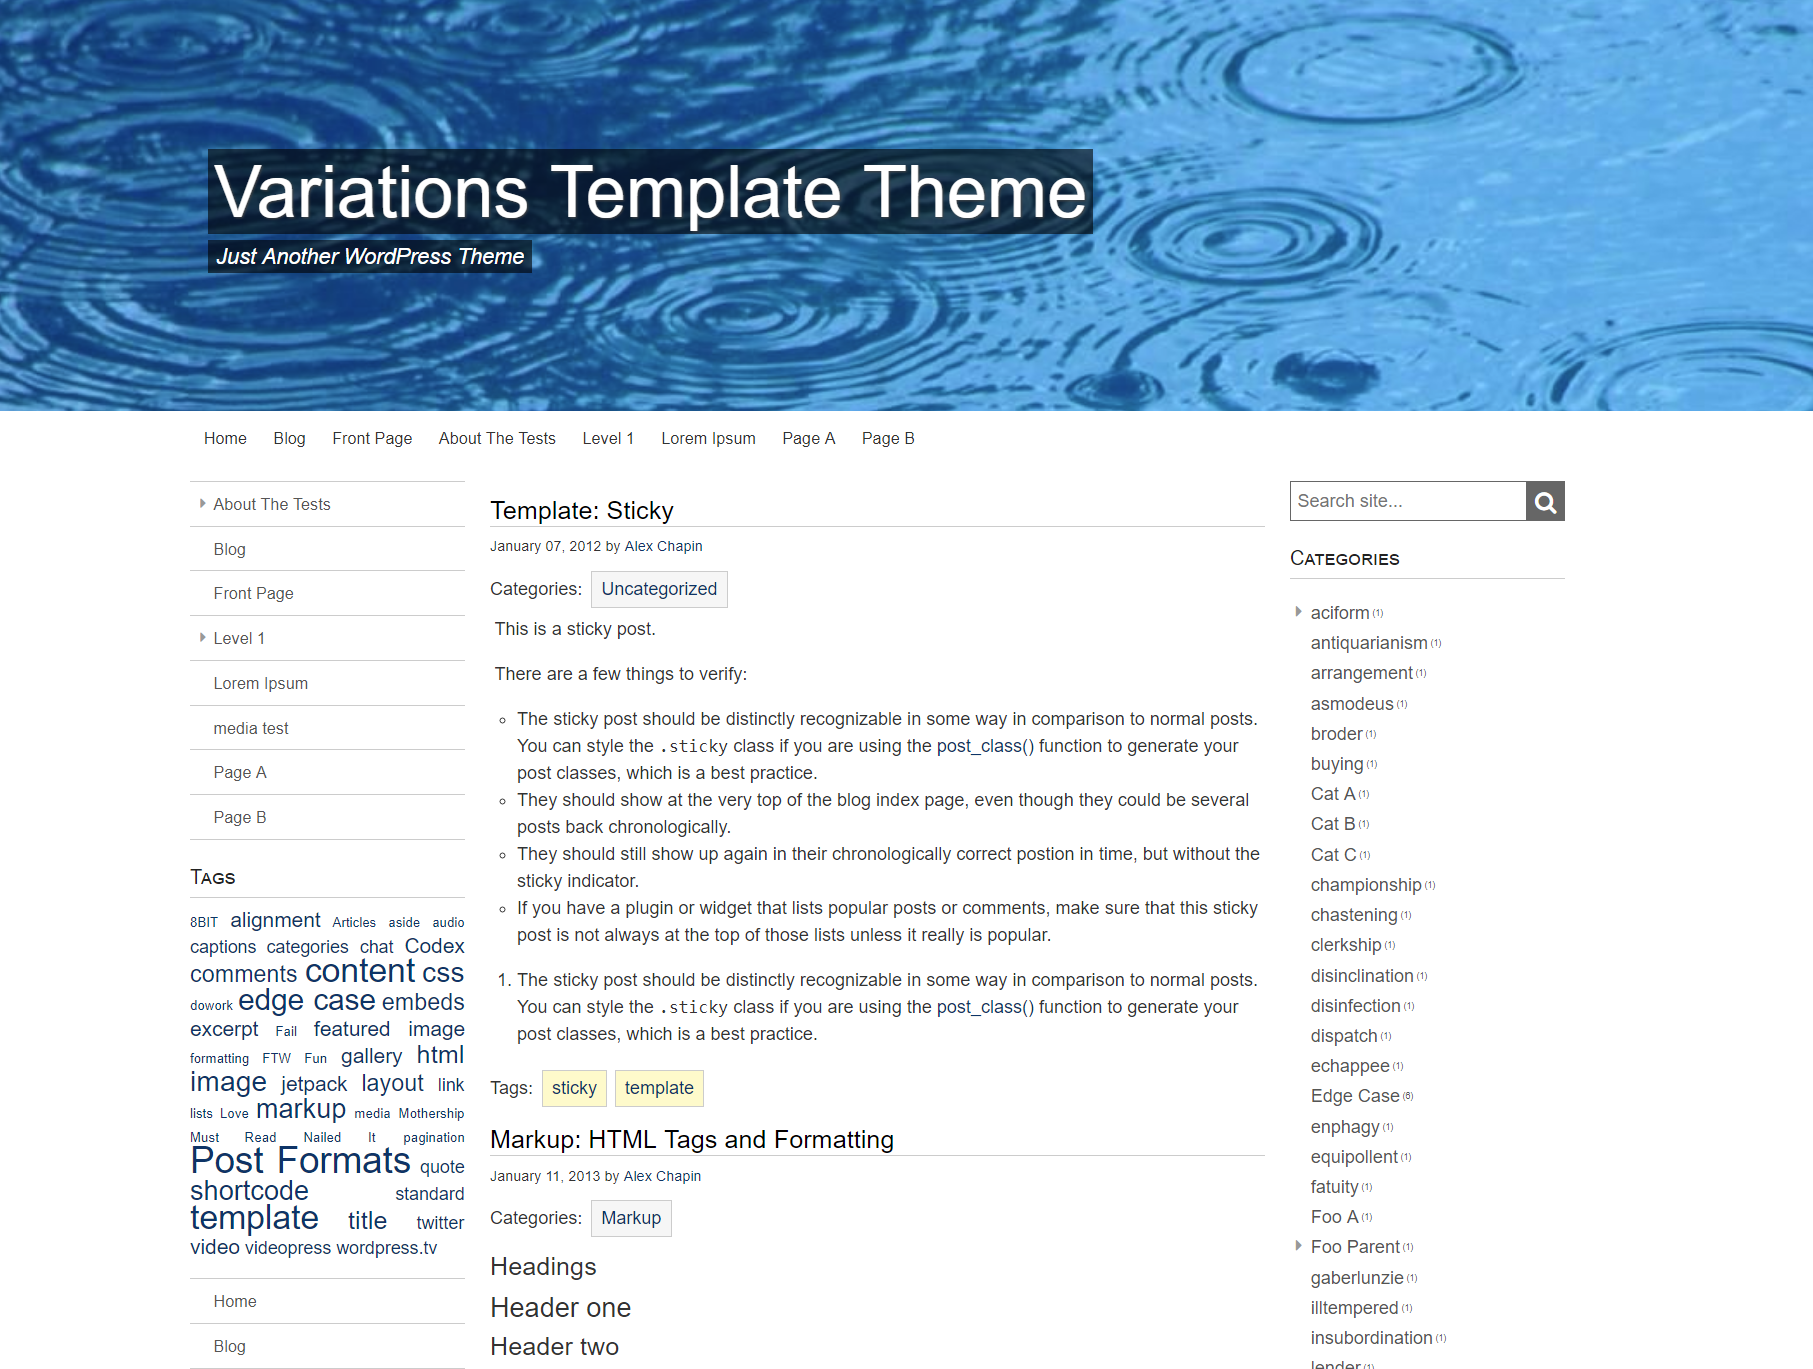 Variations Template Theme
Just Another WordPress Theme
Home Blog Front Page About The Tests Level 1 Lorem Ipsum Page A Page B
About The Tests
Blog
Front Page
Level 1
Lorem Ipsum
media test
Page A
Page B
Tags
8BIT alignment Articles aside audio
captions categories chat Codex
comments content css
dowork edge case embeds
excerpt Fail featured image
formatting FTW Fun gallery html
image jetpack layout link
lists Love markup media Mothership
Must Read Nailed It pagination
Post Formats quote
shortcode standard
template title twitter
video videopress wordpress.tv
Home
Blog
Template: Sticky
January 07, 2012 by Alex Chapin
Categories: Uncategorized
This is a sticky post.
There are a few things to verify:
The sticky post should be distinctly recognizable in some way in comparison to normal posts.
You can style the .sticky class if you are using the post_class() function to generate your
post classes, which is a best practice.
They should show at the very top of the blog index page, even though they could be several
posts back chronologically.
They should still show up again in their chronologically correct postion in time, but without the
sticky indicator.
If you have a plugin or widget that lists popular posts or comments, make sure that this sticky
post is not always at the top of those lists unless it really is popular.
1. The sticky post should be distinctly recognizable in some way in comparison to normal posts.
You can style the .sticky class if you are using the post_class() function to generate your
post classes, which is a best practice.
Tags: sticky template
Markup: HTML Tags and Formatting
January 11, 2013 by Alex Chapin
Categories: Markup
Headings
Header one
Header two
Search site...
Categories
aciform (1)
antiquarianism (1)
arrangement (1)
asmodeus (1)
broder (1)
buying (1)
Cat A (1)
Cat B (1)
Cat C (1)
championship (1)
chastening (1)
clerkship (1)
disinclination (1)
disinfection (1)
dispatch (1)
echappee (1)
Edge Case (8)
enphagy (1)
equipollent (1)
fatuity (1)
Foo A (1)
Foo Parent (1)
gaberlunzie (1)
illtempered (1)
insubordination (1)
lender (1)